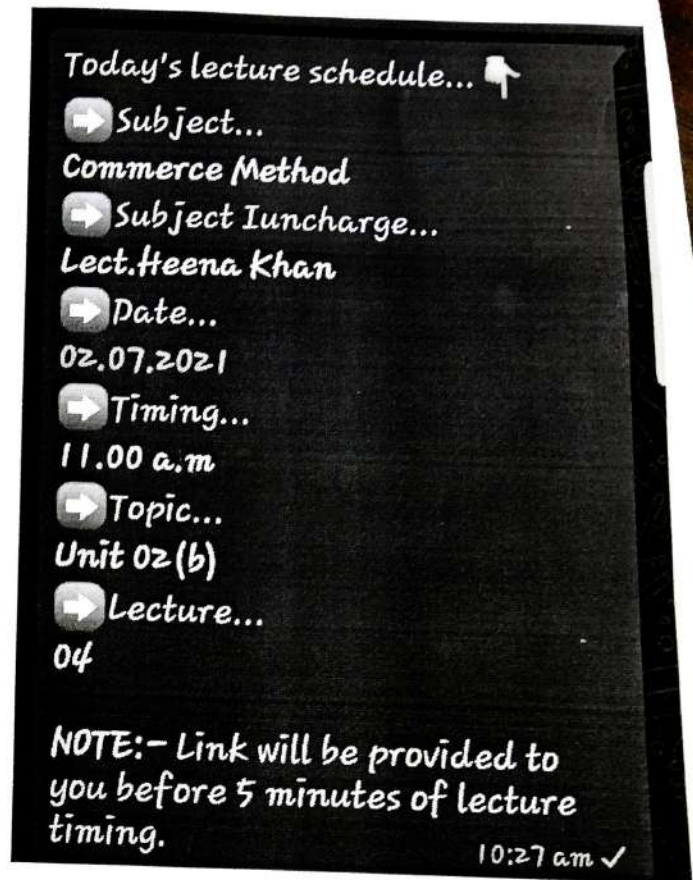 Today's lecture schedule... 👇
➡Subject...
Commerce Method
➡Subject Iuncharge...
Lect.Heena Khan
➡Date...
02.07.2021
➡Timing...
11.00 a.m
➡Topic...
Unit 02(b)
➡Lecture...
04
NOTE:- Link will be provided to
you before 5 minutes of lecture
timing.
10:27 am ✓